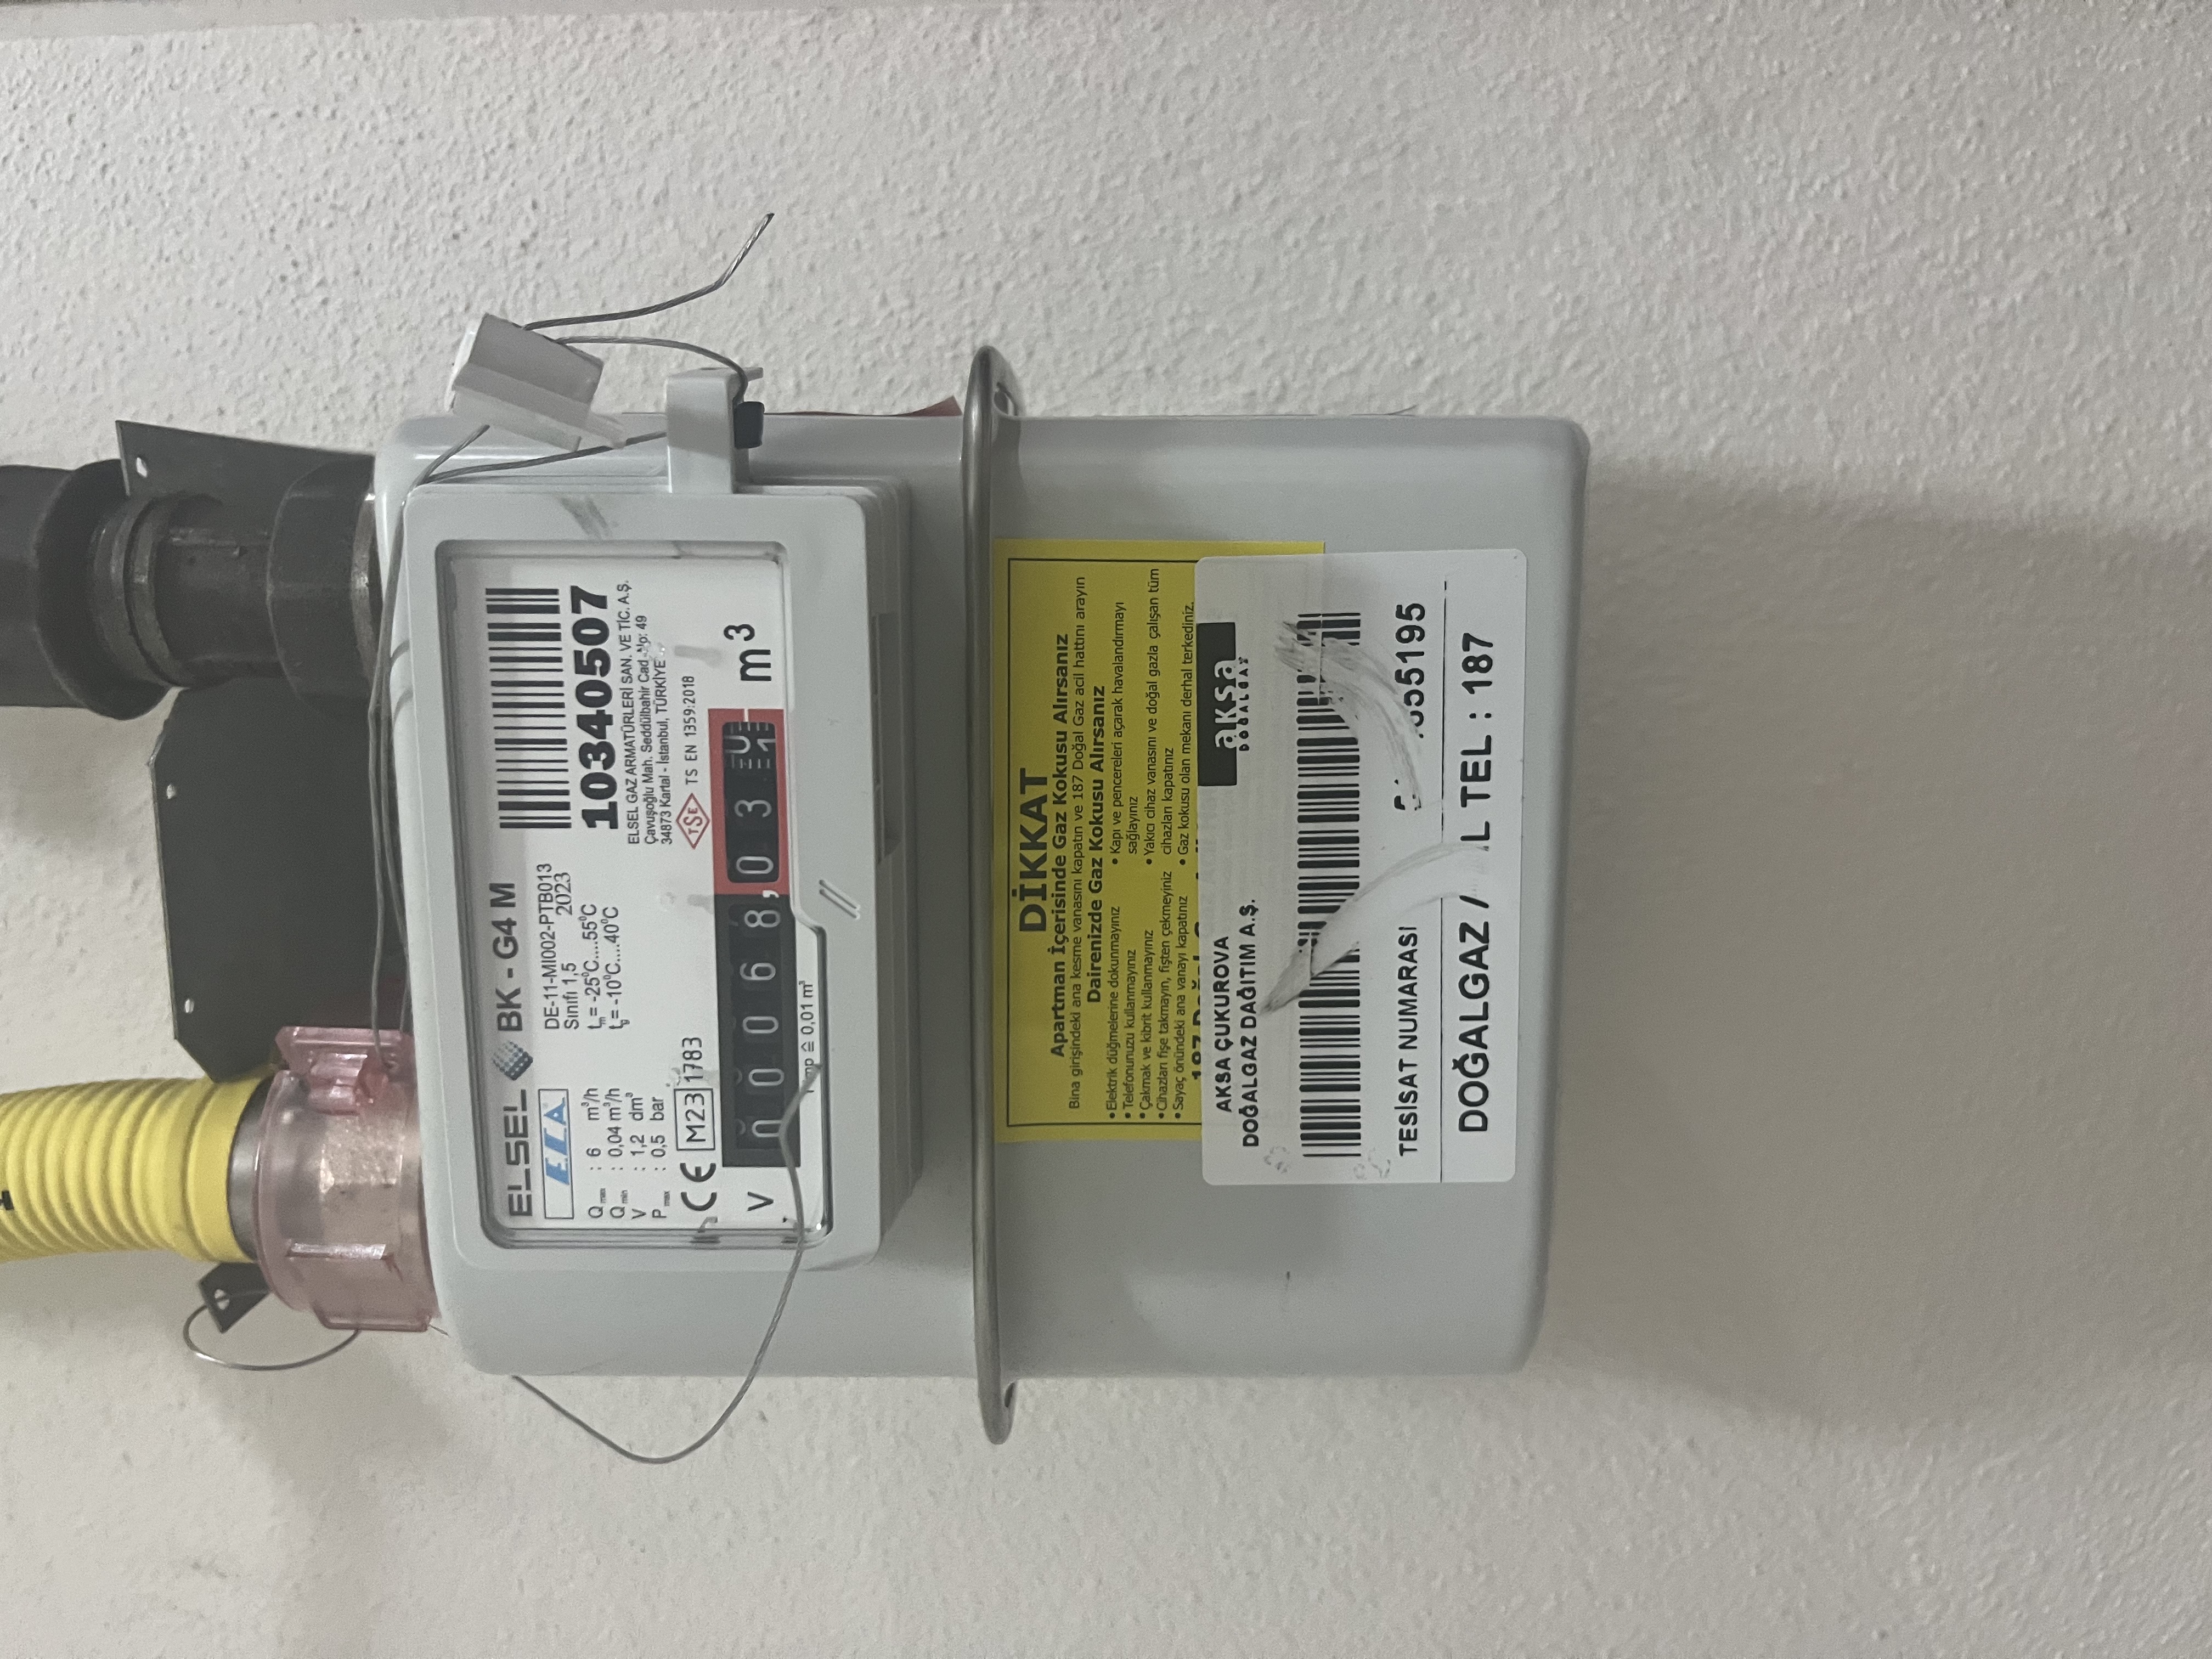 ELSEL BK - G4 M
E.C.A
DE-11-MI002-PTB013
Sınıfı 1,5 2023
tm= -25°C....55°C
tg= -10°C....40°C
Qmax : 6 m³/h
Qmin : 0,04 m³/h
V : 1,2 dm³
Pmax : 0,5 bar
CE M23 1783
10340507
ELSEL GAZ ARMATÜRLERİ SAN. VE TİC. A.Ş.
Çavuşoğlu Mah. Seddülbahir Cad. No: 49
34873 Kartal - İstanbul, TÜRKİYE
TSE TS EN 1359:2018
V 00068,03 m³
≙ 0,01 m³
DİKKAT
Apartman İçerisinde Gaz Kokusu Alırsanız
Bina girişindeki ana kesme vanasını kapatın ve 187 Doğal Gaz acil hattını arayın
Dairenizde Gaz Kokusu Alırsanız
• Elektrik düğmelerine dokunmayınız
• Telefonunuzu kullanmayınız
• Çakmak ve kibrit kullanmayınız
• Cihazları fişe takmayın, fişten çekmeyiniz
• Sayaç önündeki ana vanayı kapatınız
• Kapı ve pencereleri açarak havalandırmayı
sağlayınız
• Yakıcı cihaz vanasını ve doğal gazla çalışan tüm
cihazları kapatınız
• Gaz kokusu olan mekanı derhal terkediniz.
187 Doğal Gaz Acil
AKSA ÇUKUROVA
DOĞALGAZ DAĞITIM A.Ş.
aksa
DOĞALGAZ
TESİSAT NUMARASI 55195
DOĞALGAZ TEL : 187